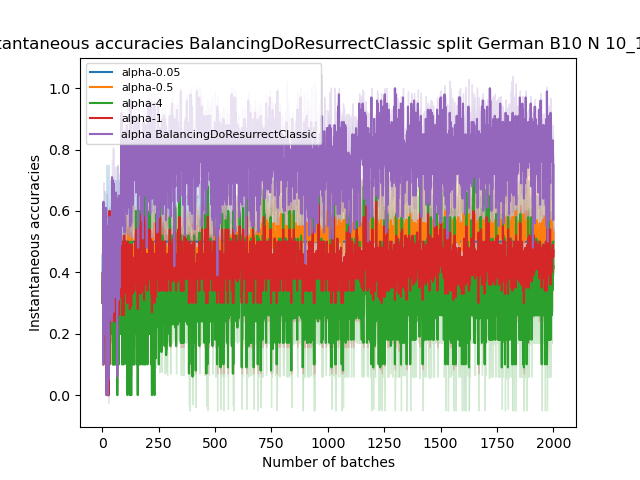 tantaneous accuracies BalancingDoResurrectClassic split German B10 N 10_1
alpha-0.05
alpha-0.5
alpha-4
alpha-1
alpha BalancingDoResurrectClassic
Instantaneous accuracies
1.0
0.8
0.6
0.4
0.2
0.0
0 250 500 750 1000 1250 1500 1750 2000
Number of batches